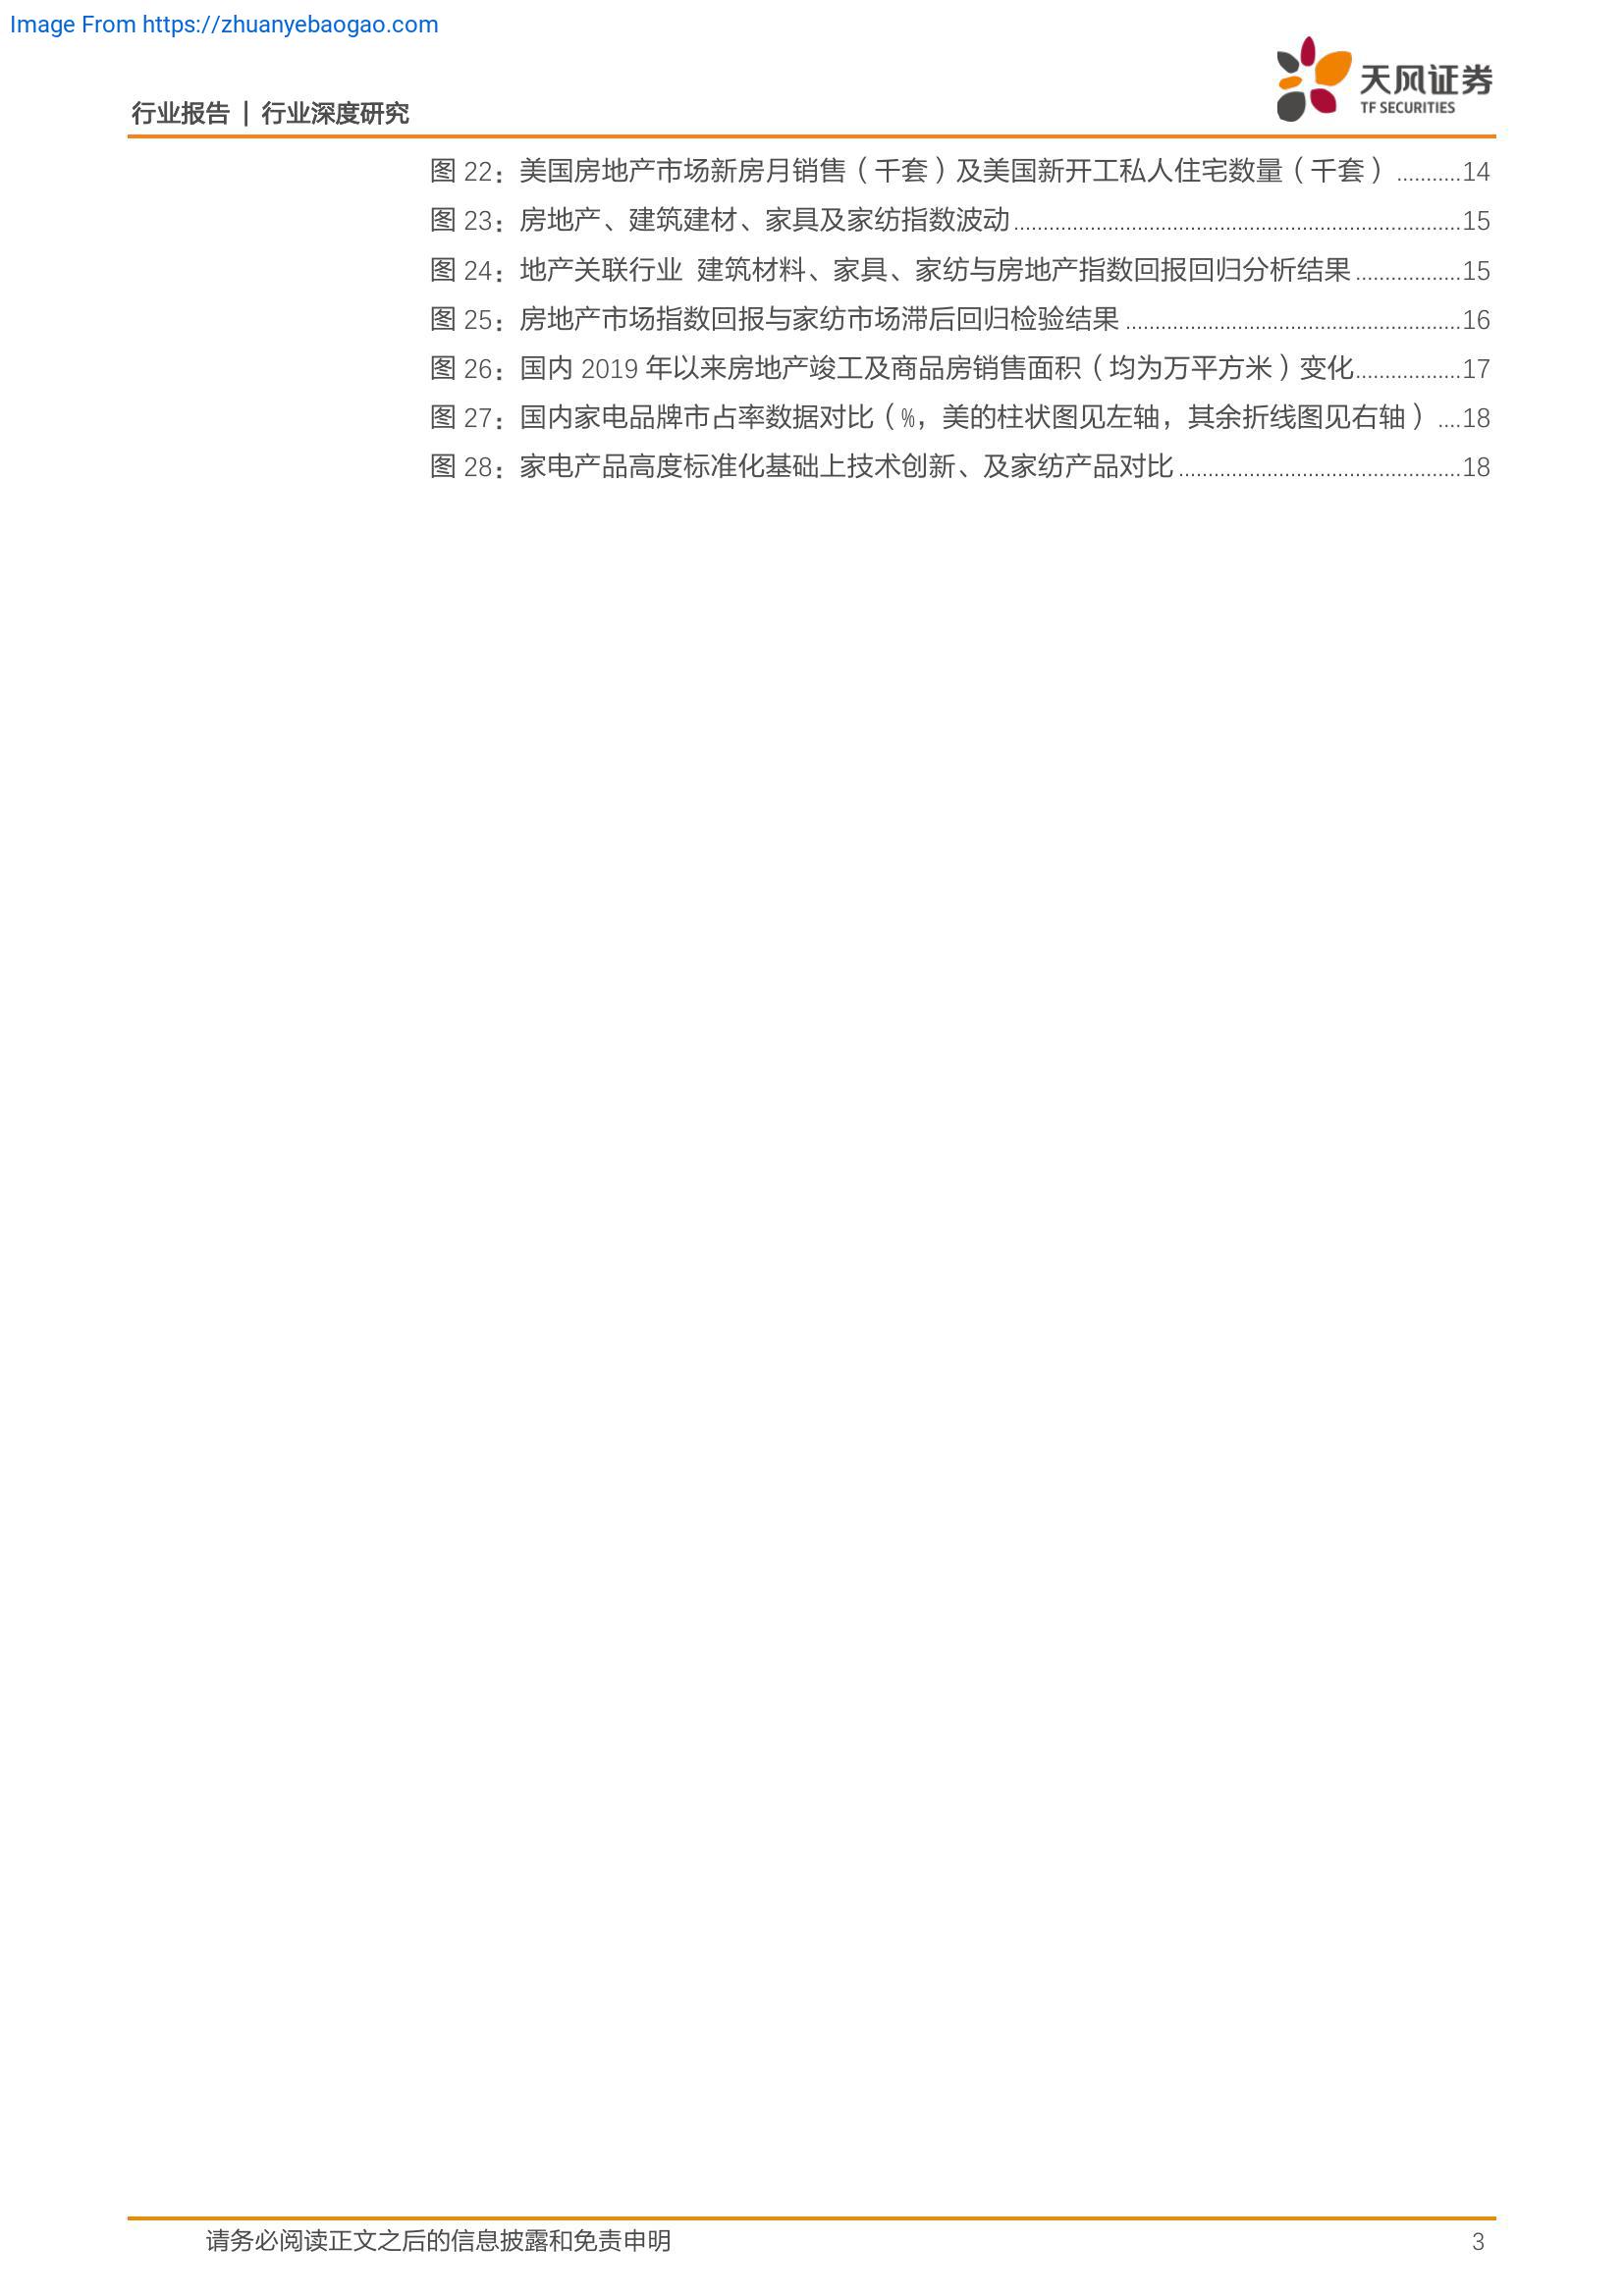 Image From https://zhuanyebaogao.com
天风证券
TF SECURITIES
行业报告 | 行业深度研究
图 22：美国房地产市场新房月销售（千套）及美国新开工私人住宅数量（千套）...........14
图 23：房地产、建筑建材、家具及家纺指数波动............................................................................15
图 24：地产关联行业 建筑材料、家具、家纺与房地产指数回报回归分析结果..................15
图 25：房地产市场指数回报与家纺市场滞后回归检验结果.........................................................16
图 26：国内 2019 年以来房地产竣工及商品房销售面积（均为万平方米）变化..................17
图 27：国内家电品牌市占率数据对比（%，美的柱状图见左轴，其余折线图见右轴）....18
图 28：家电产品高度标准化基础上技术创新、及家纺产品对比................................................18
请务必阅读正文之后的信息披露和免责申明
3